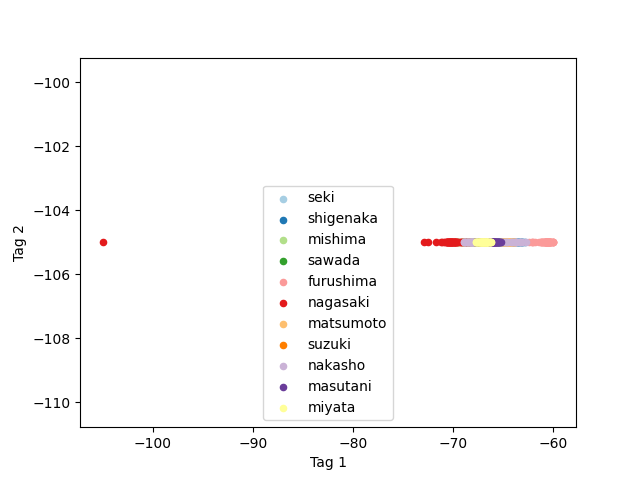 −100
−102
−104
−106
−108
−110
Tag 2
seki
shigenaka
mishima
sawada
furushima
nagasaki
matsumoto
suzuki
nakasho
masutani
miyata
−100 −90 −80 −70 −60
Tag 1